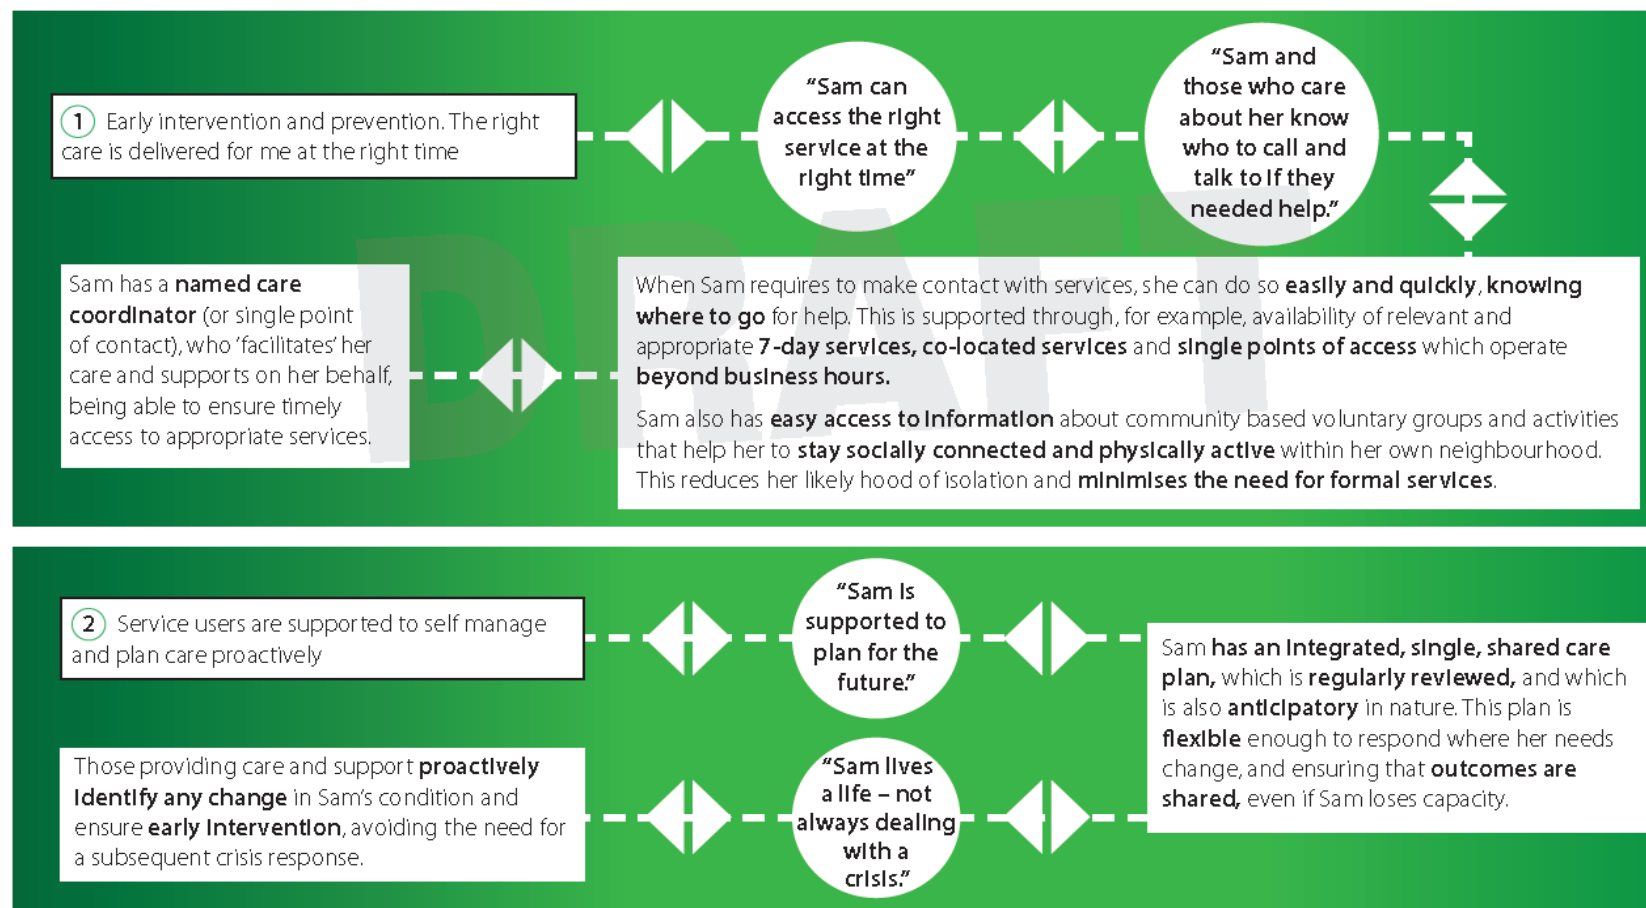 1 Early intervention and prevention. The right
care is delivered for me at the right time
"Sam can
access the right
service at the
right time"
"Sam and
those who care
about her know
who to call and
talk to if they
needed help."
When Sam requires to make contact with services, she can do so easily and quickly, knowing
where to go for help. This is supported through, for example, availability of relevant and
appropriate 7-day services, co-located services and single points of access which operate
beyond business hours.
Sam also has easy access to information about community based voluntary groups and activities
that help her to stay socially connected and physically active within her own neighbourhood.
This reduces her likely hood of isolation and minimises the need for formal services.
Sam has a named care
coordinator (or single point
of contact), who 'facilitates' her
care and supports on her behalf,
being able to ensure timely
access to appropriate services.
DRAFT
2 Service users are supported to self manage
and plan care proactively
"Sam is
supported to
plan for the
future."
Sam has an integrated, single, shared care
plan, which is regularly reviewed, and which
is also anticipatory in nature. This plan is
flexible enough to respond where her needs
change, and ensuring that outcomes are
shared, even if Sam loses capacity.
"Sam lives
a life – not
always dealing
with a
crisis."
Those providing care and support proactively
identify any change in Sam's condition and
ensure early intervention, avoiding the need for
a subsequent crisis response.